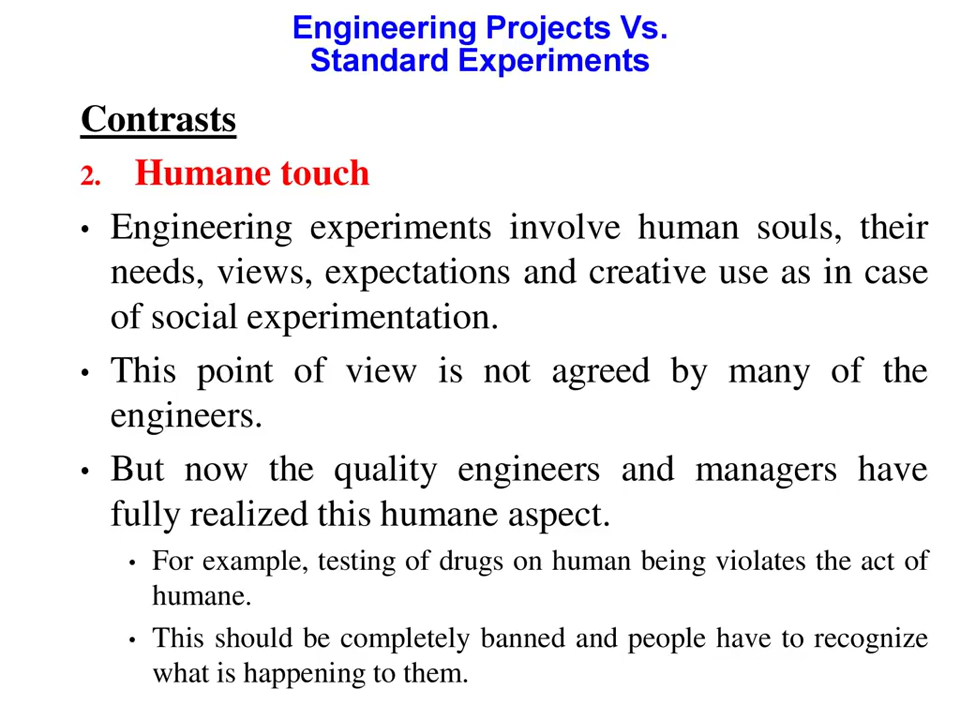 Engineering Projects Vs.
Standard Experiments
Contrasts
2. Humane touch
• Engineering experiments involve human souls, their
needs, views, expectations and creative use as in case
of social experimentation.
• This point of view is not agreed by many of the
engineers.
• But now the quality engineers and managers have
fully realized this humane aspect.
• For example, testing of drugs on human being violates the act of
humane.
• This should be completely banned and people have to recognize
what is happening to them.